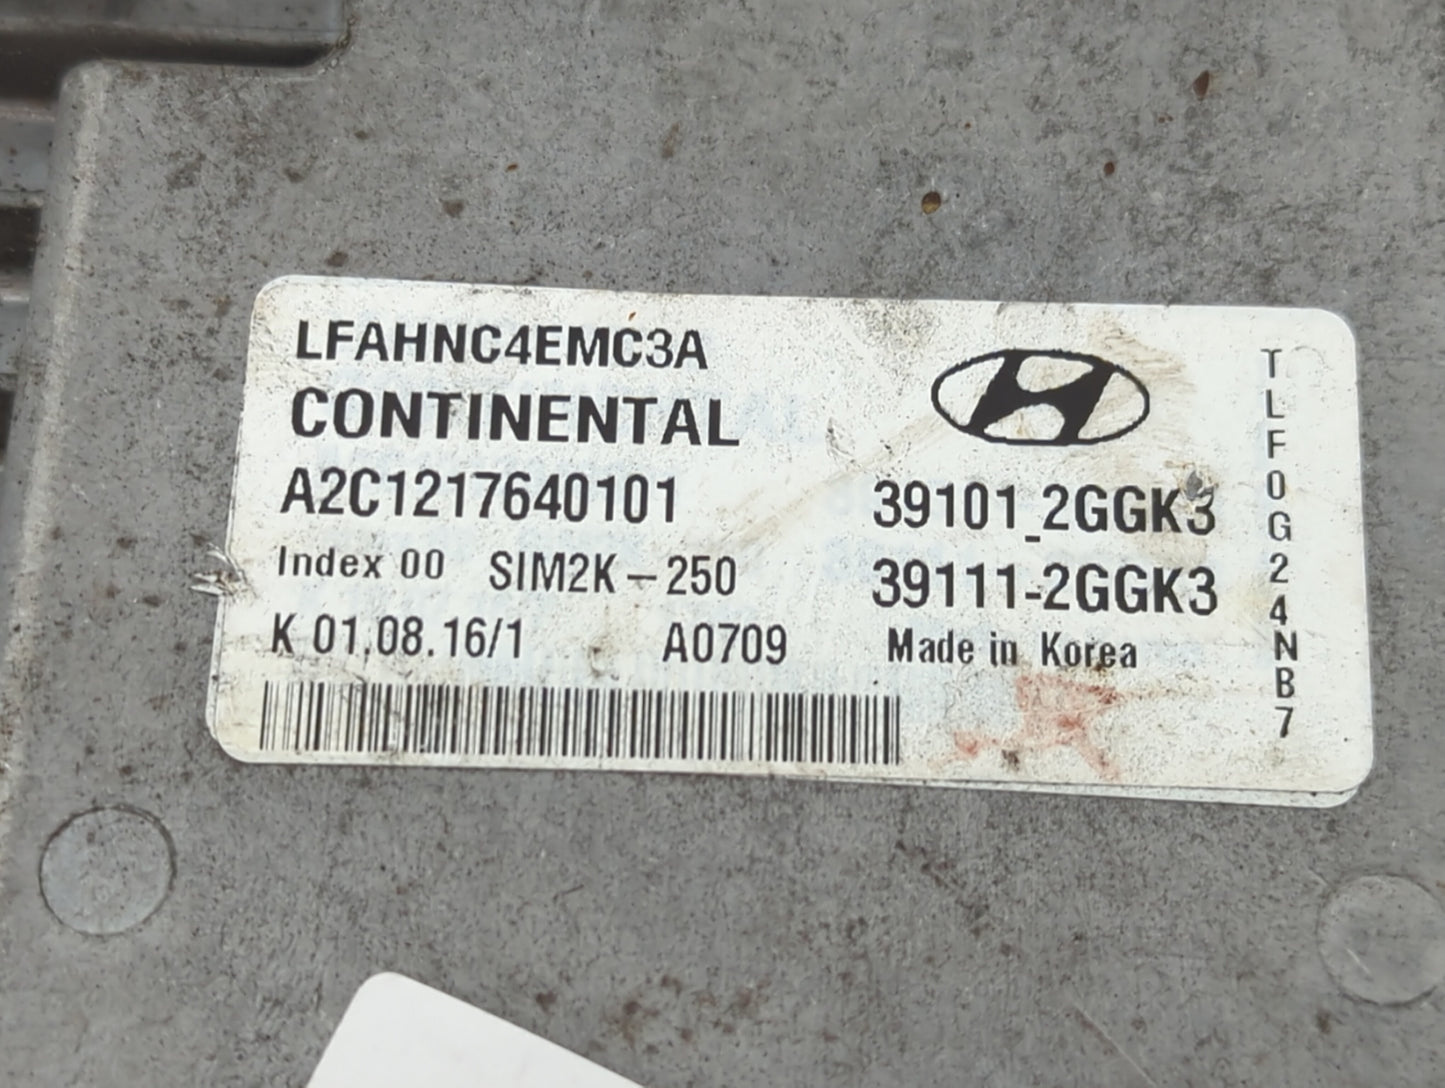 LFAHNC4EMC3A
CONTINENTAL
A2C1217640101
39101_2GGK3
Index 00 SIM2K-250
39111-2GGK3
K 01.08.16/1 A0709
Made in Korea
TLF0G24NB7